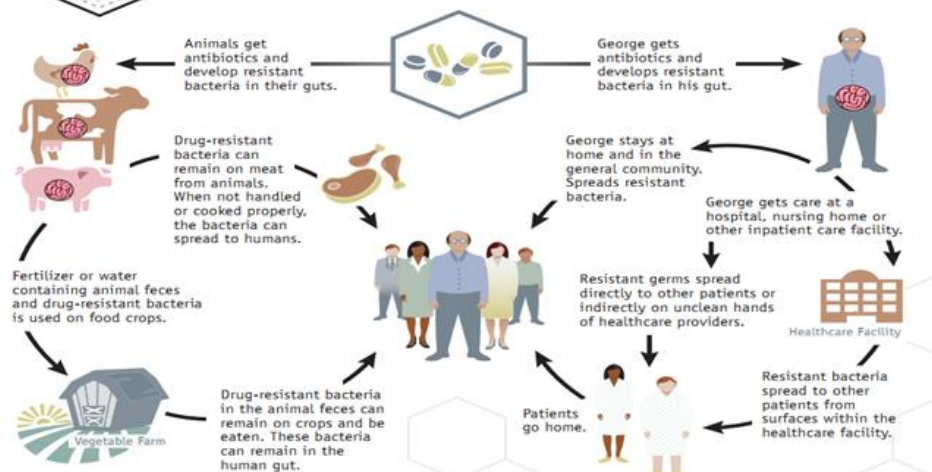 Animals get
antibiotics and
develop resistant
bacteria in their guts.
George gets
antibiotics and
develops resistant
bacteria in his gut.
Drug-resistant
bacteria can
remain on meat
from animals.
When not handled
or cooked properly,
the bacteria can
spread to humans.
George stays at
home and in the
general community.
Spreads resistant
bacteria.
George gets care at a
hospital, nursing home or
other inpatient care facility.
Fertilizer or water
containing animal feces
and drug-resistant bacteria
is used on food crops.
Resistant germs spread
directly to other patients or
indirectly on unclean hands
of healthcare providers.
Healthcare Facility
Vegetable Farm
Drug-resistant bacteria
in the animal feces can
remain on crops and be
eaten. These bacteria
can remain in the
human gut.
Patients
go home.
Resistant bacteria
spread to other
patients from
surfaces within the
healthcare facility.